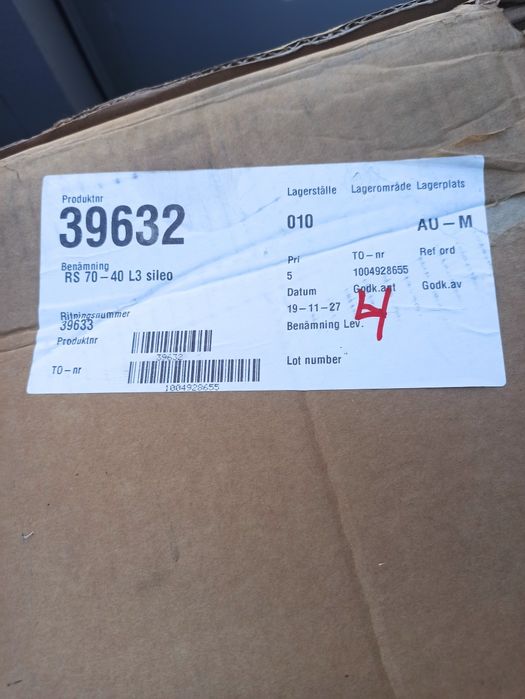 Produktnr
39632
Lagerställe Lagerområde Lagerplats
010 AU-M
Benämning
RS 70-40 L3 sileo
Pri TO-nr Ref ord
5 1004928655
Datum Godk.ant Godk.av
19-11-27 4
Ritningsnummer
39633
Benämning Lev.
Produktnr
39632
Lot number
TO-nr
1004928655